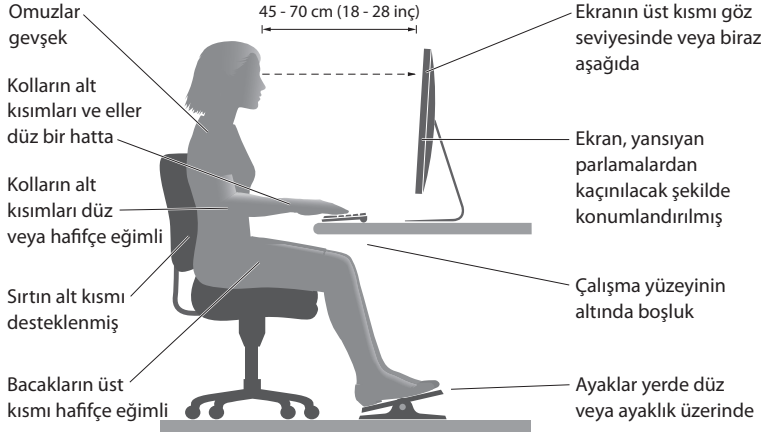 45 - 70 cm (18 - 28 inç)
Omuzlar
gevşek
Kolların alt
kısımları ve eller
düz bir hatta
Kolların alt
kısımları düz
veya hafifçe eğimli
Sırtın alt kısmı
desteklenmiş
Bacakların üst
kısmı hafifçe eğimli
Ekranın üst kısmı göz
seviyesinde veya biraz
aşağıda
Ekran, yansıyan
parlamalardan
kaçınılacak şekilde
konumlandırılmış
Çalışma yüzeyinin
altında boşluk
Ayaklar yerde düz
veya ayaklık üzerinde